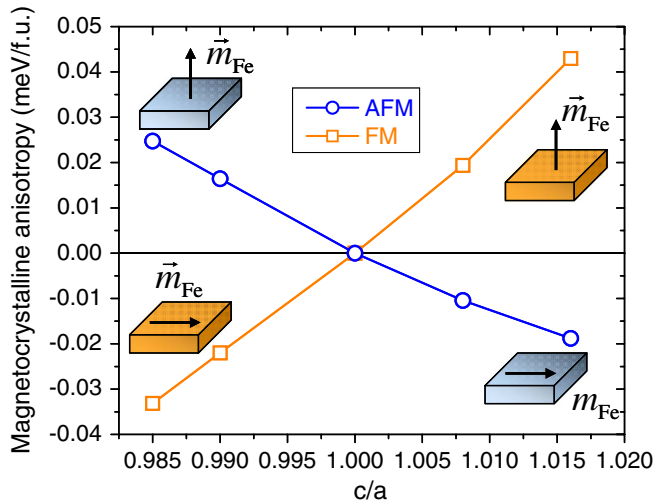 Magnetocrystalline anisotropy (meV/f.u.)
0.05
0.04
0.03
0.02
0.01
0.00
-0.01
-0.02
-0.03
-0.04
0.985 0.990 0.995 1.000 1.005 1.010 1.015 1.020
c/a
AFM
FM
m⃗Fe
m⃗Fe
m⃗Fe
mFe